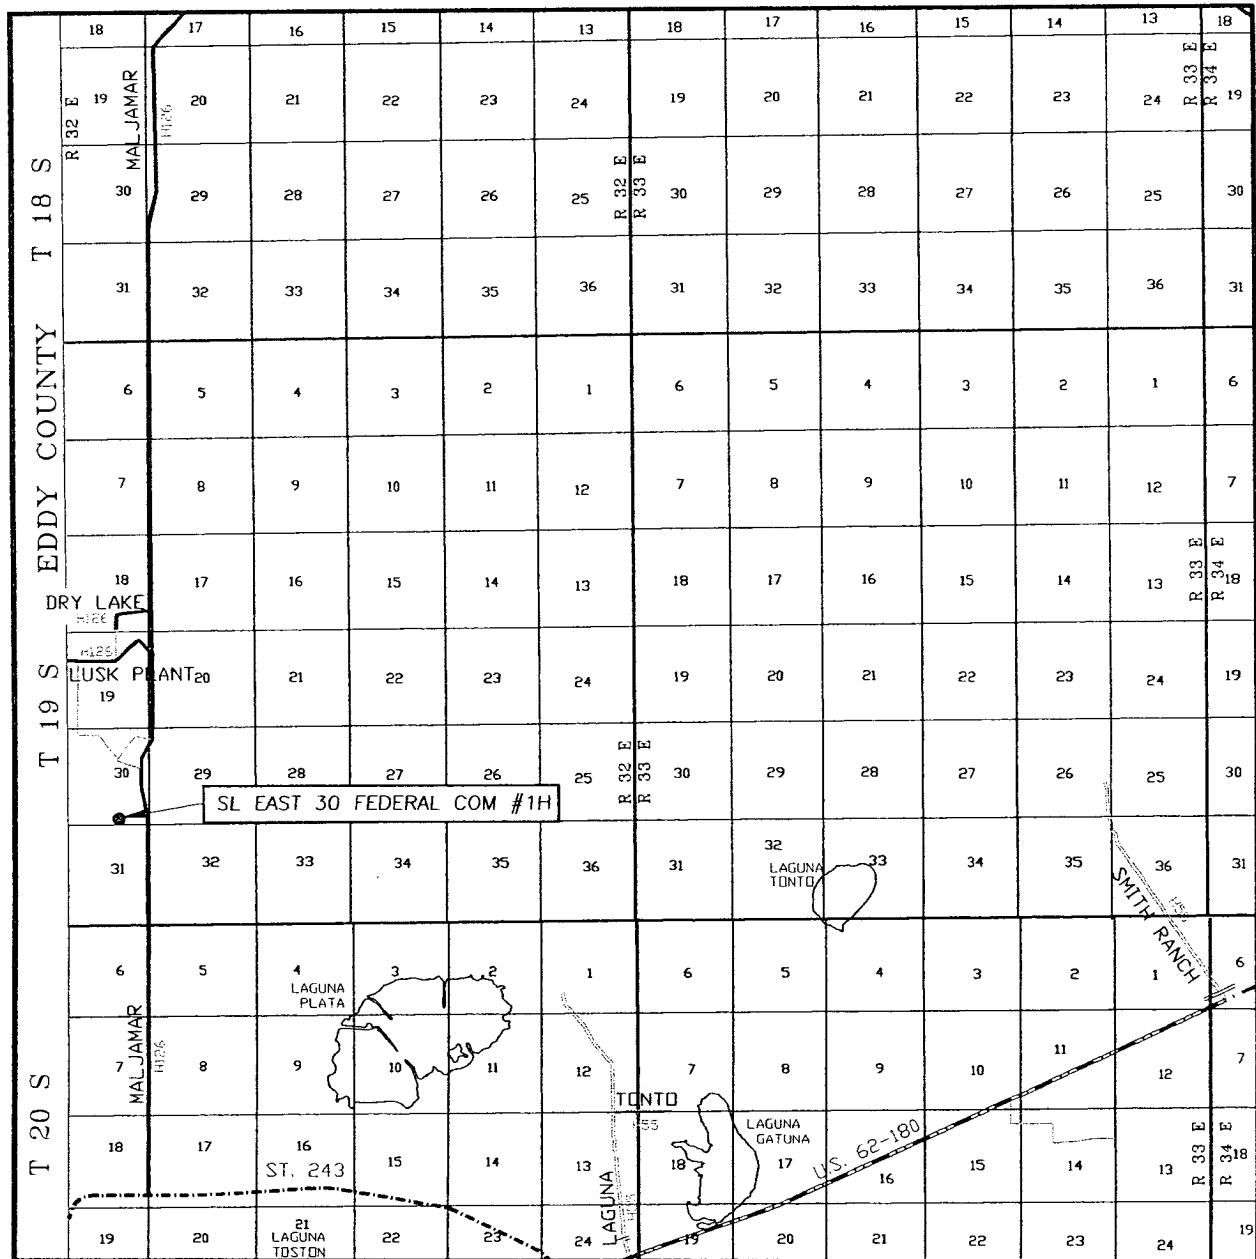 18 17 16 15 14 13 18 17 16 15 14 13 18
R 32 E
MALJAMAR
H126
R 33 E
R 34 E
19 20 21 22 23 24 19 20 21 22 23 24 19
T 18 S
R 32 E
R 33 E
30 29 28 27 26 25 30 29 28 27 26 25 30
31 32 33 34 35 36 31 32 33 34 35 36 31
EDDY COUNTY
6 5 4 3 2 1 6 5 4 3 2 1 6
7 8 9 10 11 12 7 8 9 10 11 12 7
R 33 E
R 34 E
18 17 16 15 14 13 18 17 16 15 14 13 18
DRY LAKE
H126
H126
LUSK PLANT
T 19 S
19 20 21 22 23 24 19 20 21 22 23 24 19
R 32 E
R 33 E
30 29 28 27 26 25 30 29 28 27 26 25 30
SL EAST 30 FEDERAL COM #1H
31 32 33 34 35 36 31 32 33 34 35 36 31
LAGUNA
TONTO
SMITH RANCH
H55
6 5 4 3 2 1 6 5 4 3 2 1 6
LAGUNA
PLATA
MALJAMAR
H126
7 8 9 10 11 12 7 8 9 10 11 12 7
T 20 S
TONTO
H55
LAGUNA
GATUNA
U.S. 62-180
R 33 E
R 34 E
18 17 16 15 14 13 18 17 16 15 14 13 18
ST. 243
LAGUNA
19 20 21 22 23 24 19 20 21 22 23 24 19
LAGUNA
TOSTON